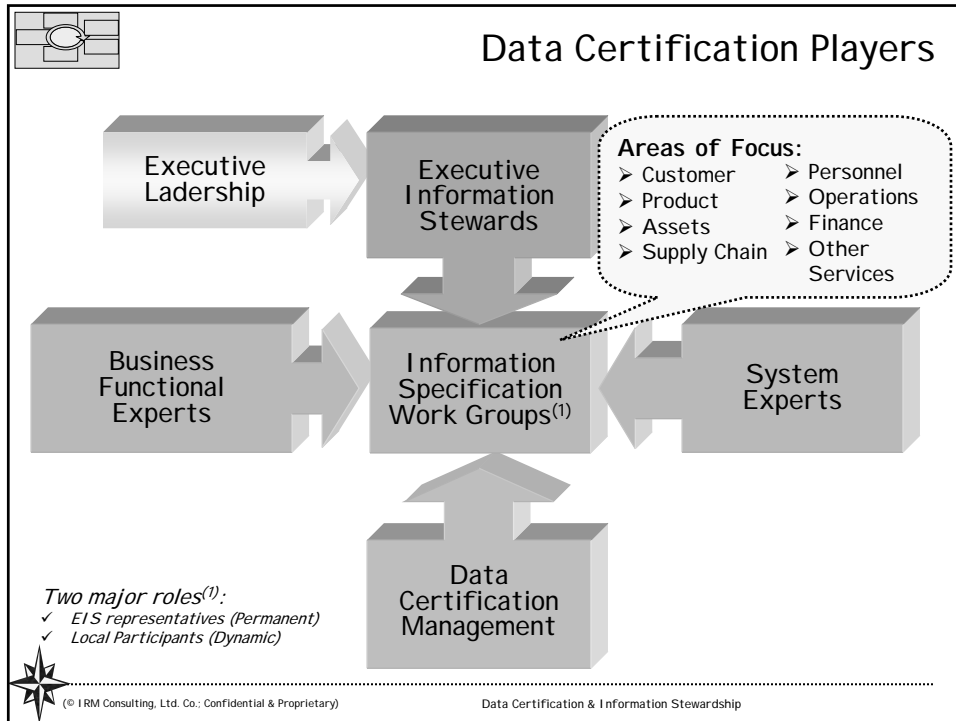 Data Certification Players
Executive
Ladership
Executive
Information
Stewards
Areas of Focus:
➢ Customer
➢ Product
➢ Assets
➢ Supply Chain
➢ Personnel
➢ Operations
➢ Finance
➢ Other
Services
Business
Functional
Experts
Information
Specification
Work Groups(1)
System
Experts
Data
Certification
Management
Two major roles(1):
✓ EIS representatives (Permanent)
✓ Local Participants (Dynamic)
(© IRM Consulting, Ltd. Co.; Confidential & Proprietary)
Data Certification & Information Stewardship